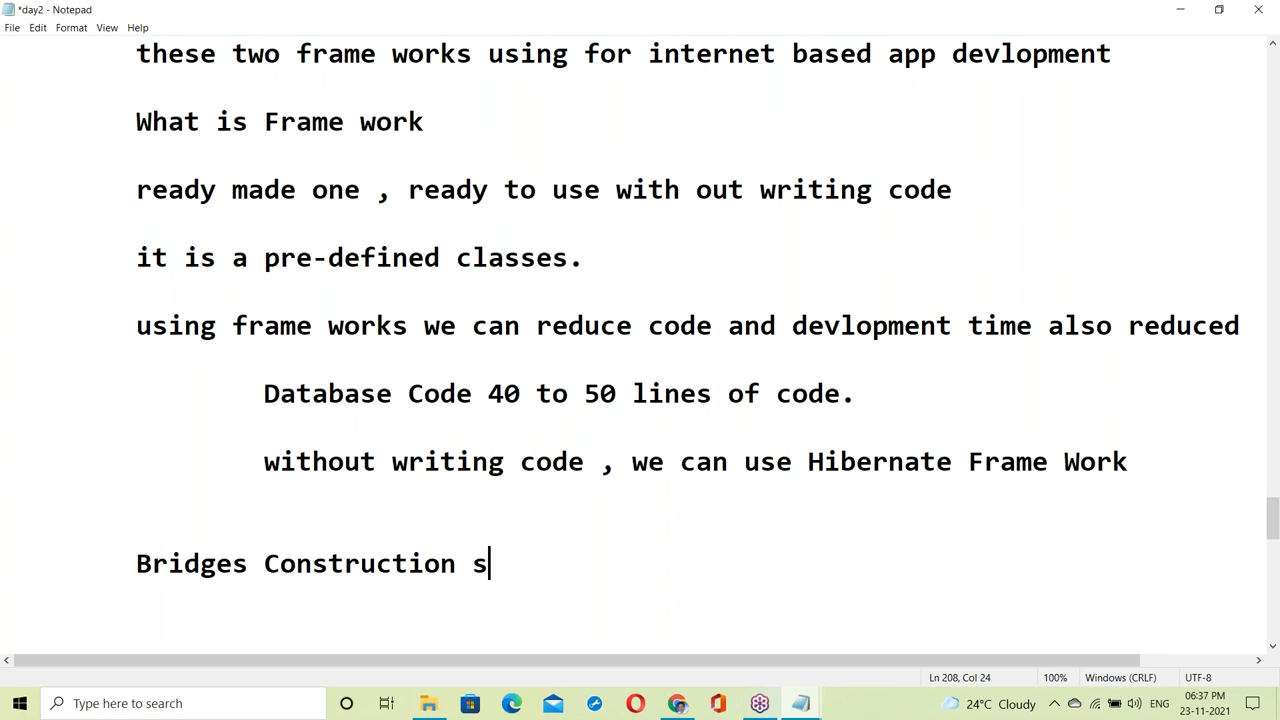 *day2 - Notepad
File Edit Format View Help
these two frame works using for internet based app devlopment
What is Frame work
ready made one , ready to use with out writing code
it is a pre-defined classes.
using frame works we can reduce code and devlopment time also reduced
Database Code 40 to 50 lines of code.
without writing code , we can use Hibernate Frame Work
Bridges Construction s
Ln 208, Col 24 100% Windows (CRLF) UTF-8
Type here to search 24°C Cloudy ENG 06:37 PM
23-11-2021